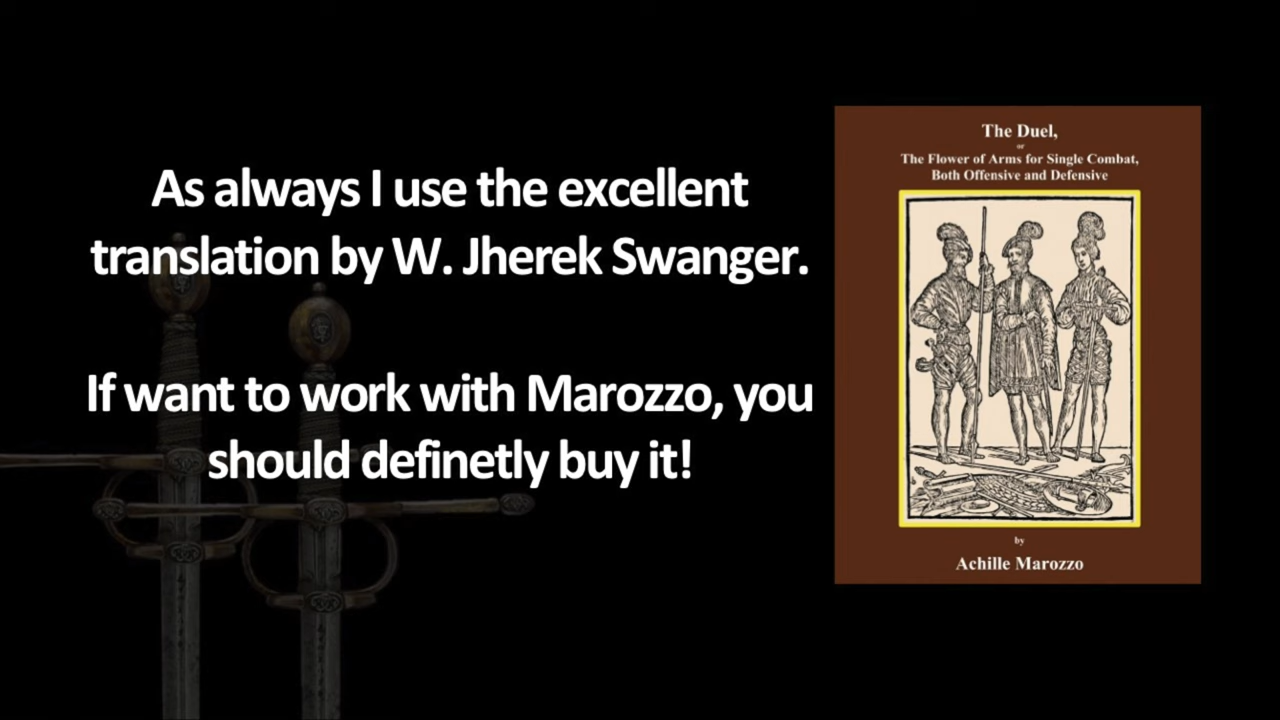 As always I use the excellent
translation by W. Jherek Swanger.
If want to work with Marozzo, you
should definetly buy it!
The Duel,
or
The Flower of Arms for Single Combat,
Both Offensive and Defensive
by
Achille Marozzo